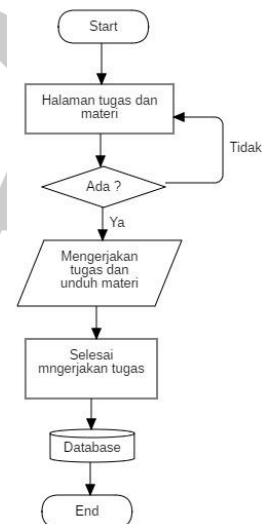 Start
Halaman tugas dan
materi
Tidak
Ada ?
Ya
Mengerjakan
tugas dan
unduh materi
Selesai
mngerjakan tugas
Database
End